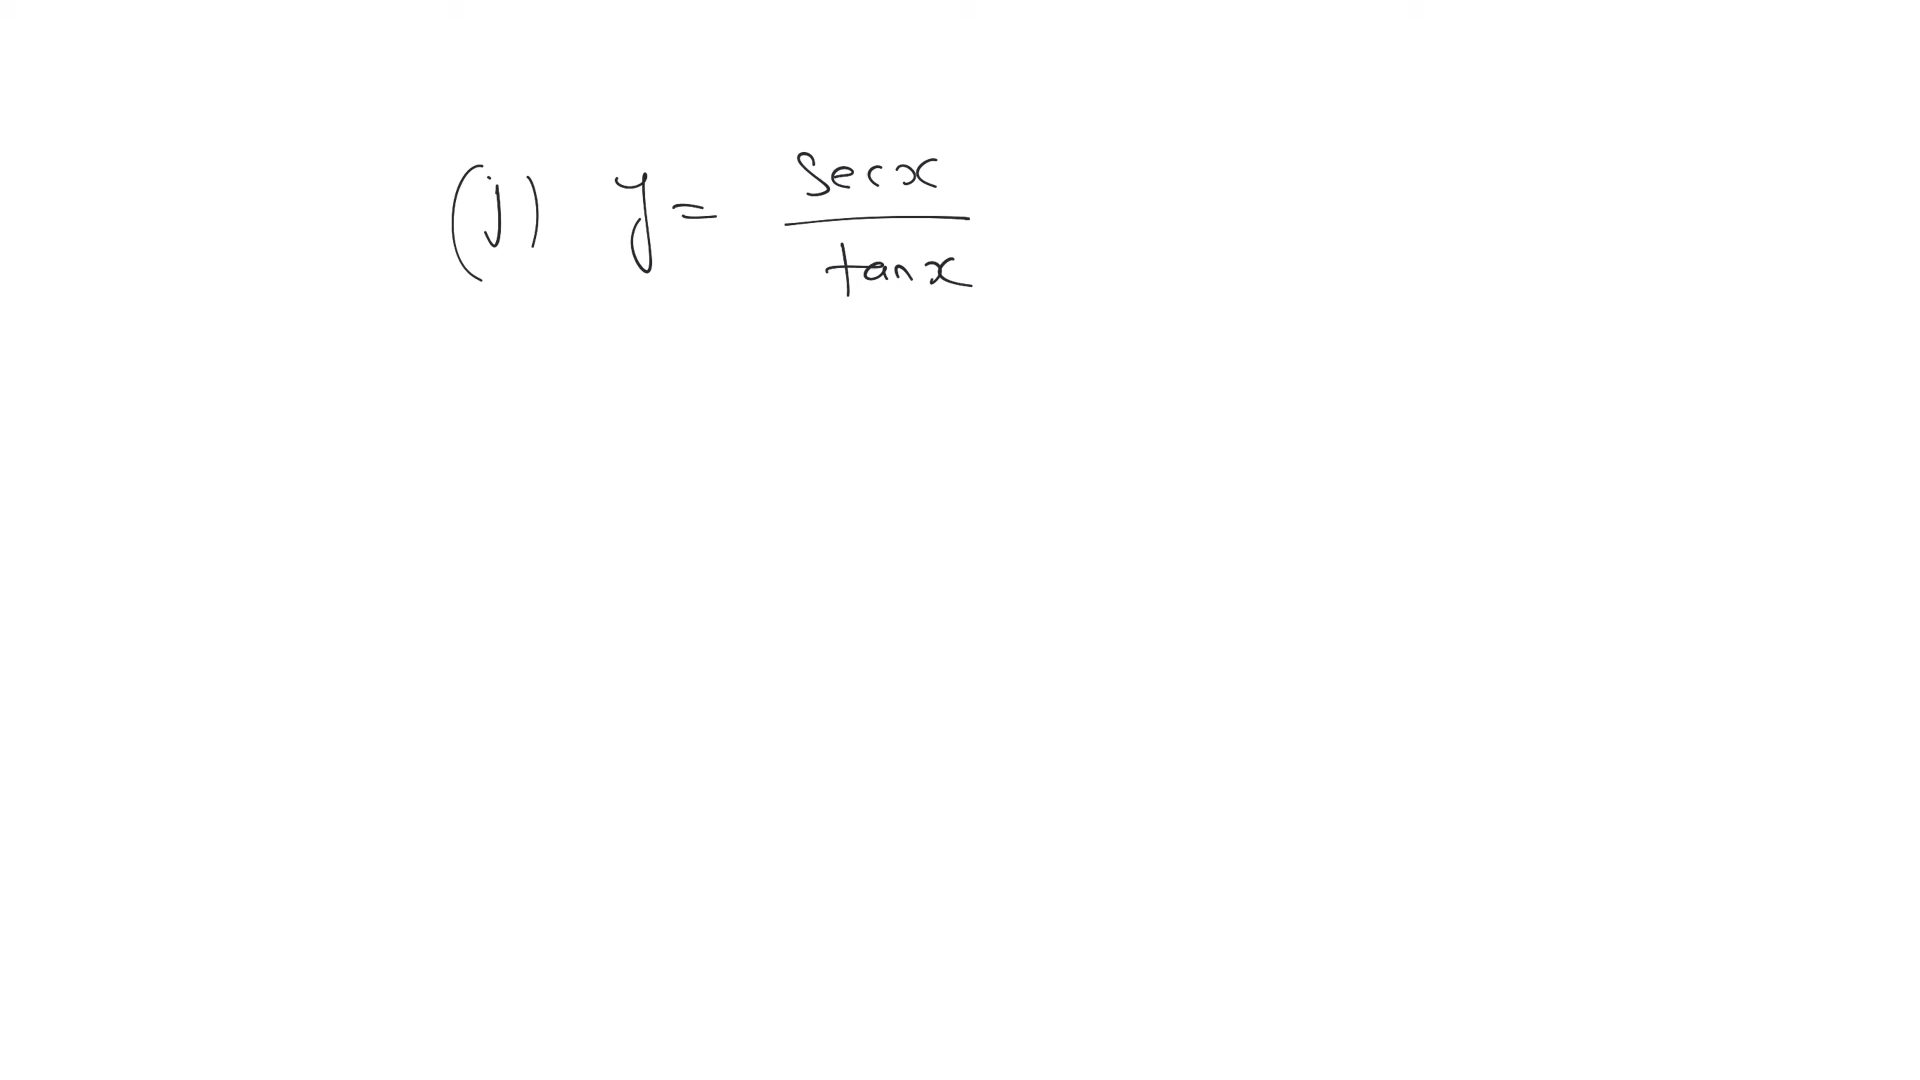 (j) y = sec x / tan x